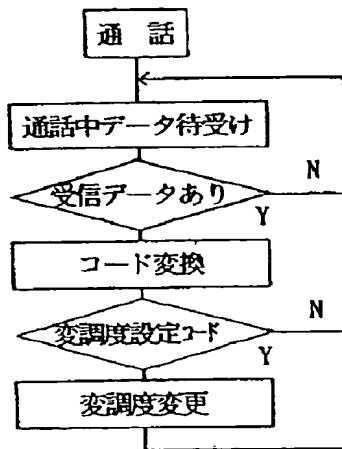 通 話
通話中データ待受け
受信データあり
N
Y
コード変換
変調度設定コード
N
Y
変調度変更